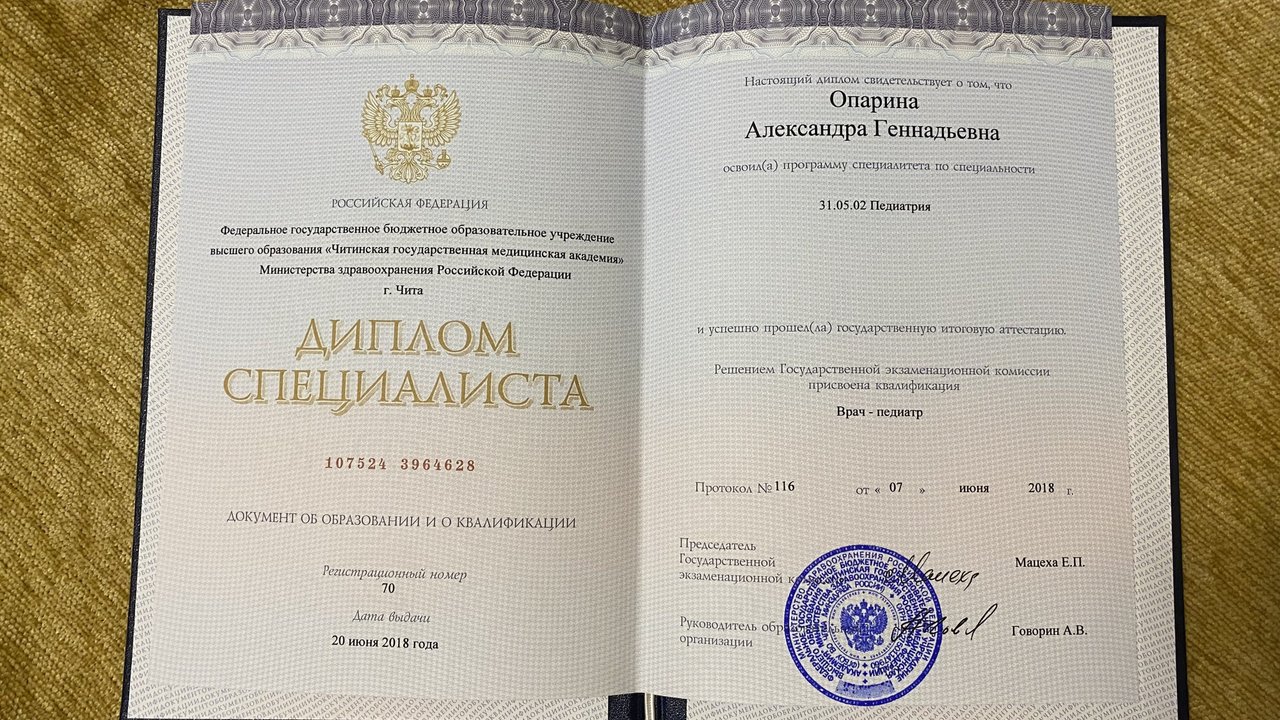 РОССИЙСКАЯ ФЕДЕРАЦИЯ
Федеральное государственное бюджетное образовательное учреждение
высшего образования «Читинская государственная медицинская академия»
Министерства здравоохранения Российской Федерации
г. Чита
ДИПЛОМ
СПЕЦИАЛИСТА
107524 3964628
ДОКУМЕНТ ОБ ОБРАЗОВАНИИ И О КВАЛИФИКАЦИИ
Регистрационный номер
70
Дата выдачи
20 июня 2018 года
Настоящий диплом свидетельствует о том, что
Опарина
Александра Геннадьевна
освоил(а) программу специалитета по специальности
31.05.02 Педиатрия
и успешно прошел(ла) государственную итоговую аттестацию.
Решением Государственной экзаменационной комиссии
присвоена квалификация
Врач - педиатр
Протокол № 116 от « 07 » июня 2018 г.
Председатель
Государственной
экзаменационной
Мацеха Е.П.
Руководитель
организации
Говорин А.В.